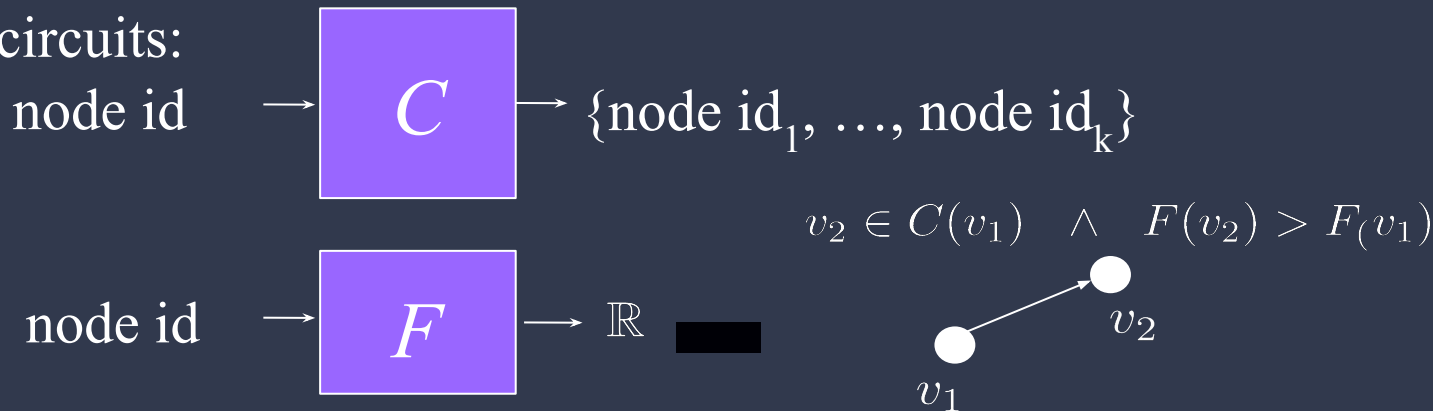 circuits:
node id C {node id₁, …, node idₖ}
v₂ ∈ C(v₁) ∧ F(v₂) > F₍v₁)
node id F ℝ
v₂
v₁